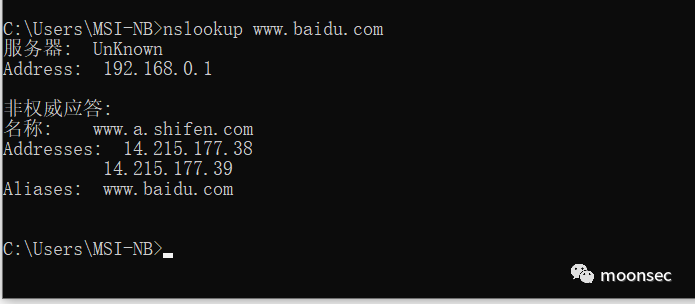 C:\Users\MSI-NB>nslookup www.baidu.com
服务器:  UnKnown
Address:  192.168.0.1
非权威应答:
名称:    www.a.shifen.com
Addresses:  14.215.177.38
14.215.177.39
Aliases:  www.baidu.com
C:\Users\MSI-NB>
moonsec